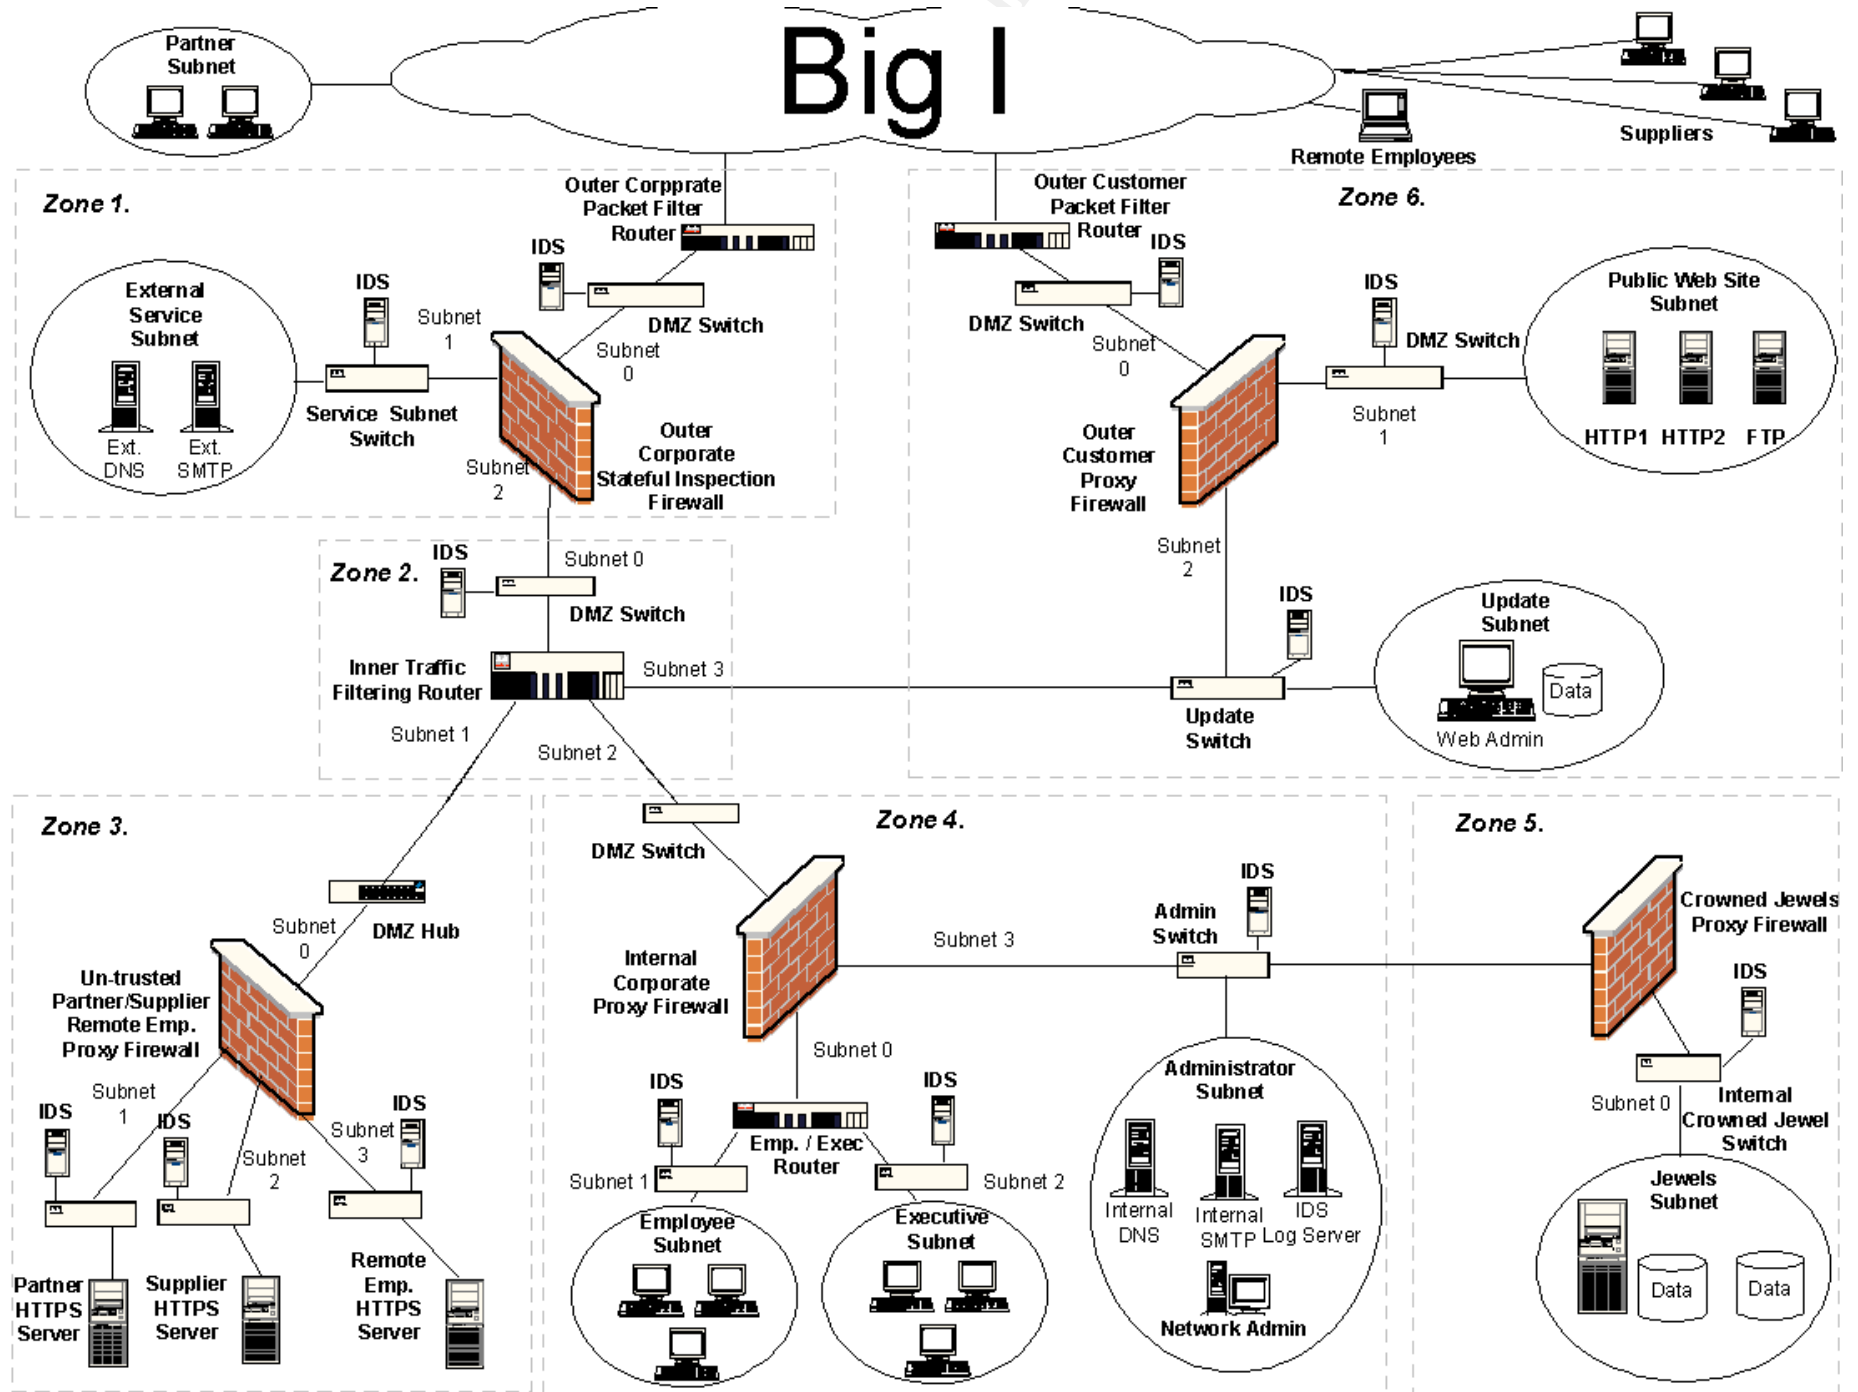 Big I
Partner
Subnet
Suppliers
Remote Employees
Zone 1.
Outer Corpprate
Packet Filter
Router
IDS
DMZ Switch
IDS
External
Service
Subnet
Ext.
DNS
Ext.
SMTP
Service Subnet
Switch
Subnet
1
Subnet
0
Subnet
2
Outer
Corporate
Stateful Inspection
Firewall
Zone 6.
Outer Customer
Packet Filter
Router
IDS
DMZ Switch
Subnet
0
IDS
DMZ Switch
Subnet
1
Public Web Site
Subnet
HTTP1 HTTP2 FTP
Outer
Customer
Proxy
Firewall
Subnet
2
IDS
Update
Switch
Update
Subnet
Data
Web Admin
Zone 2.
IDS
Subnet 0
DMZ Switch
Inner Traffic
Filtering Router
Subnet 3
Subnet 1
Subnet 2
Zone 3.
DMZ Hub
Subnet
0
Un-trusted
Partner/Supplier
Remote Emp.
Proxy Firewall
Subnet
1
IDS
IDS
Subnet
2
Subnet
3
IDS
Partner
HTTPS
Server
Supplier
HTTPS
Server
Remote
Emp.
HTTPS
Server
Zone 4.
DMZ Switch
Internal
Corporate
Proxy Firewall
Subnet 3
Admin
Switch
IDS
Subnet 0
IDS
IDS
Emp. / Exec
Router
Subnet 1
Subnet 2
Employee
Subnet
Executive
Subnet
Administrator
Subnet
Internal
DNS
Internal
SMTP
IDS
Log Server
Network Admin
Zone 5.
Crowned Jewels
Proxy Firewall
IDS
Subnet 0
Internal
Crowned Jewel
Switch
Jewels
Subnet
Data
Data